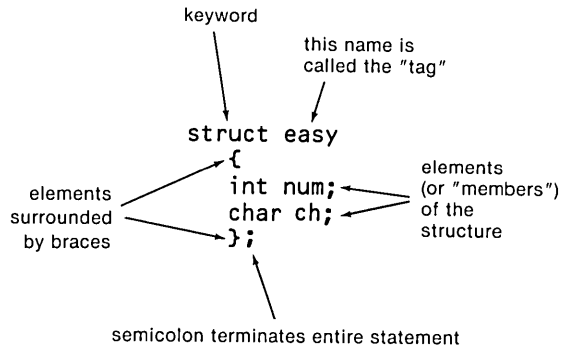 keyword
this name is
called the "tag"
struct easy
{
int num;
char ch;
};
elements
surrounded
by braces
elements
(or "members")
of the
structure
semicolon terminates entire statement